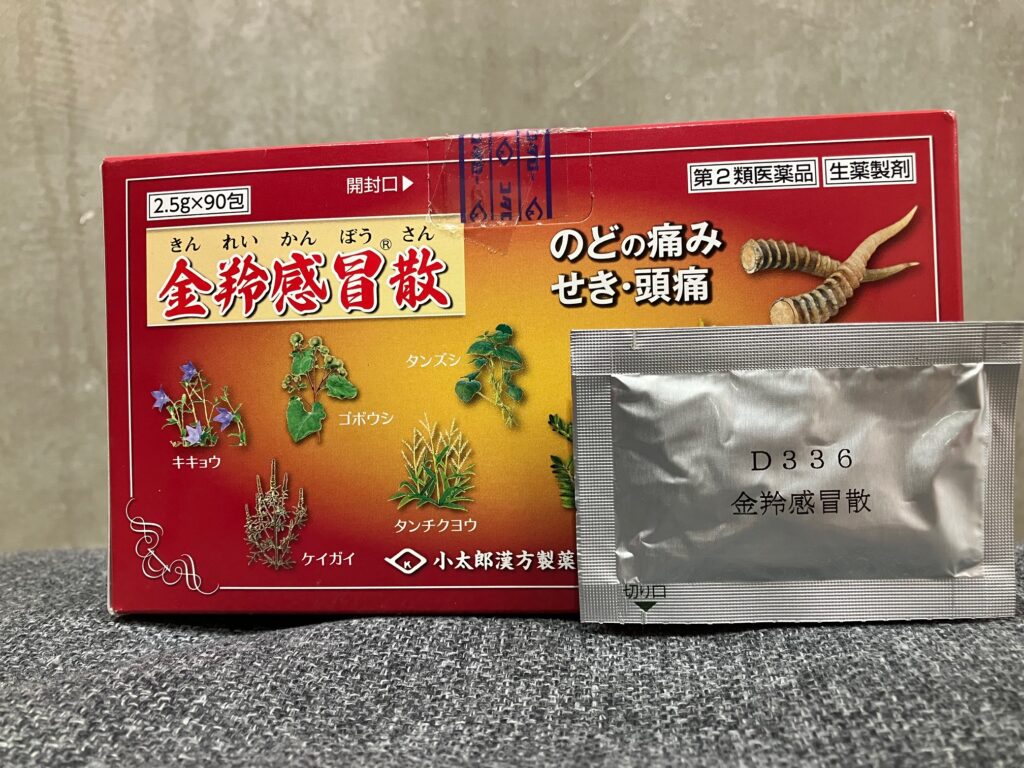 開封口▶
第2類医薬品
生薬製剤
2.5g×90包
きん れい かん ぽう® さん
金羚感冒散
のどの痛み
せき・頭痛
タンズシ
ゴボウシ
キキョウ
タンチクヨウ
ケイガイ
小太郎漢方製薬
D336
金羚感冒散
切り口